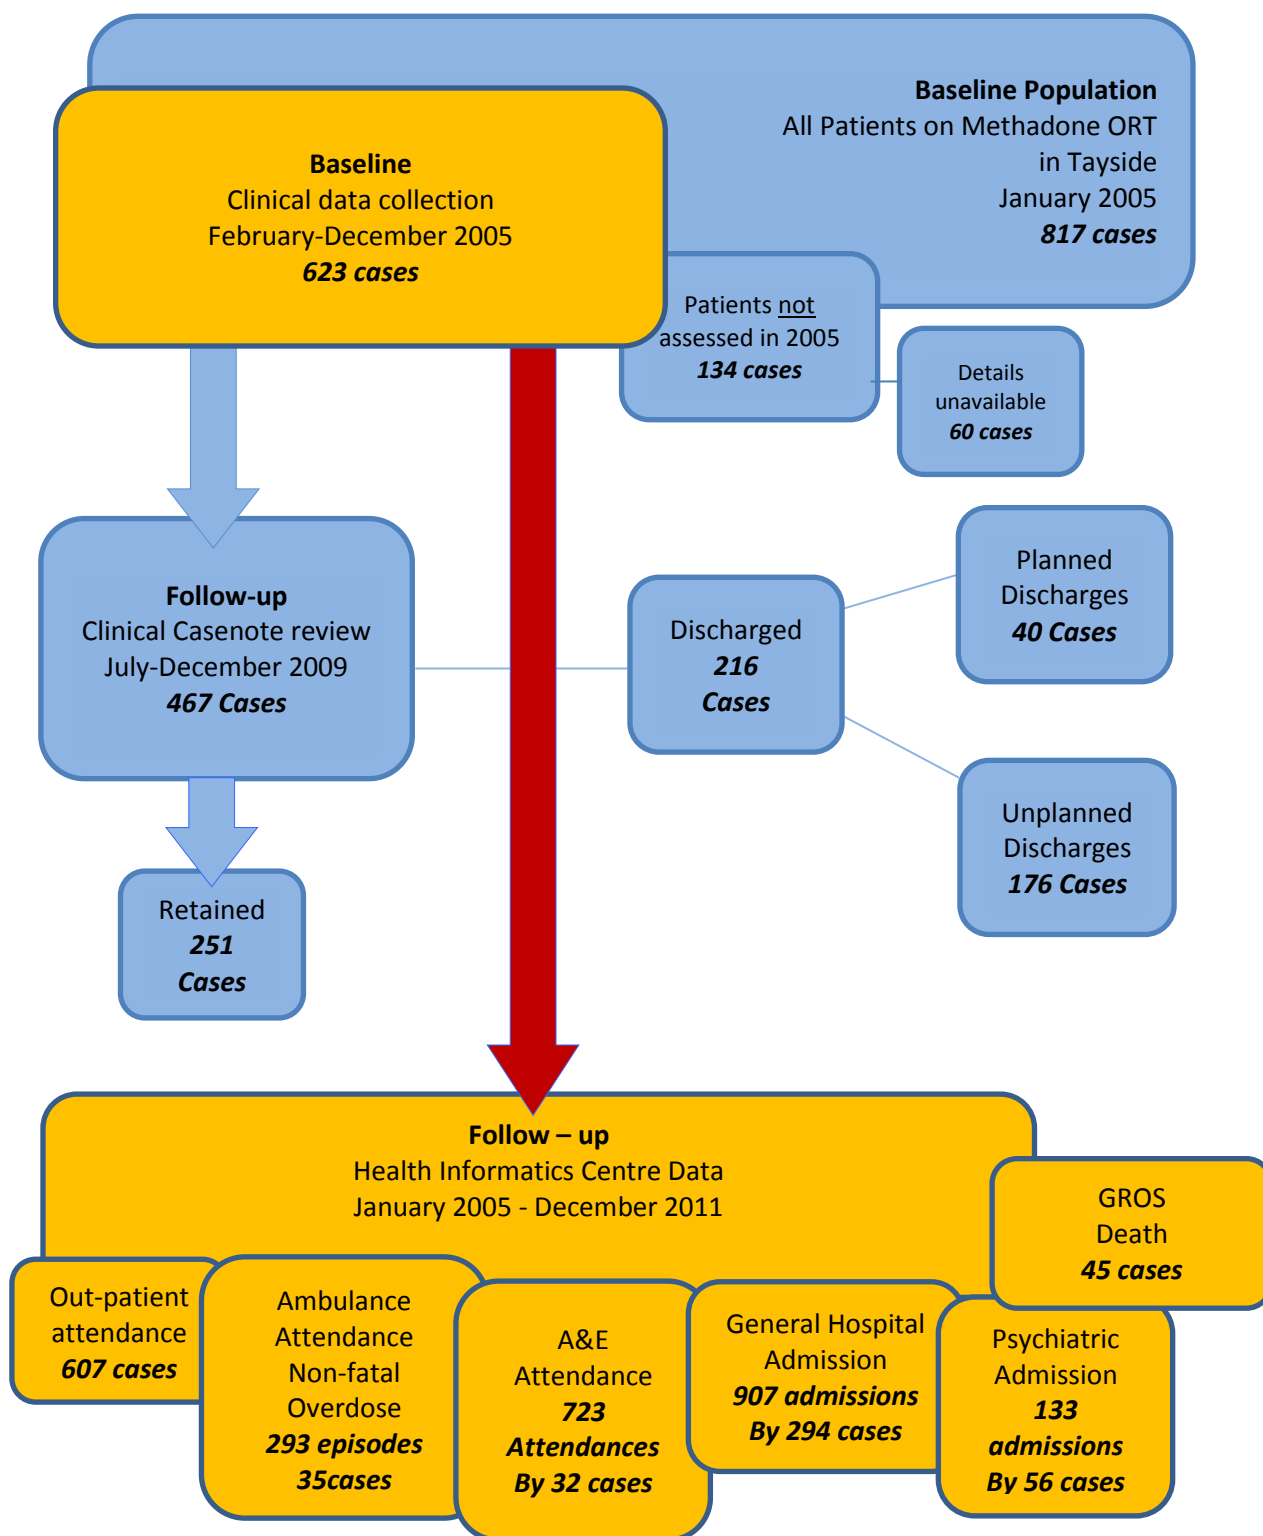 Baseline Population
All Patients on Methadone ORT
in Tayside
January 2005
817 cases
Baseline
Clinical data collection
February-December 2005
623 cases
Patients not
assessed in 2005
134 cases
Details
unavailable
60 cases
Follow-up
Clinical Casenote review
July-December 2009
467 Cases
Discharged
216
Cases
Planned
Discharges
40 Cases
Unplanned
Discharges
176 Cases
Retained
251
Cases
Follow – up
Health Informatics Centre Data
January 2005 - December 2011
GROS
Death
45 cases
Out-patient
attendance
607 cases
Ambulance
Attendance
Non-fatal
Overdose
293 episodes
35cases
A&E
Attendance
723
Attendances
By 32 cases
General Hospital
Admission
907 admissions
By 294 cases
Psychiatric
Admission
133
admissions
By 56 cases